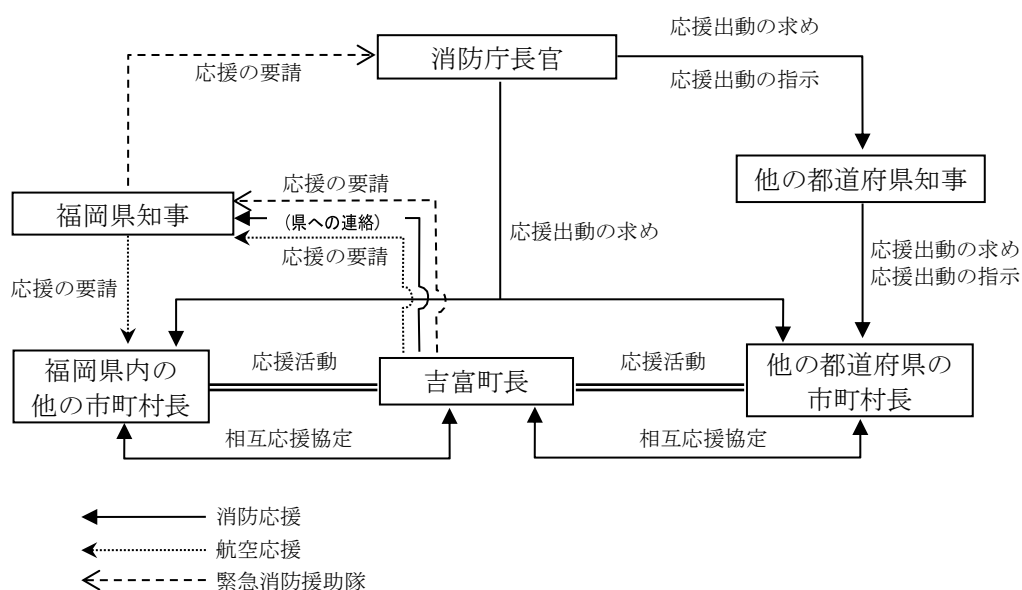 応援出動の求め
消防庁長官
応援の要請
応援出動の指示
他の都道府県知事
応援の要請
福岡県知事
(県への連絡)
応援出動の求め
応援の要請
応援出動の求め
応援出動の指示
応援の要請
福岡県内の
他の市町村長
応援活動
吉富町長
応援活動
他の都道府県の
市町村長
相互応援協定
相互応援協定
消防応援
航空応援
緊急消防援助隊